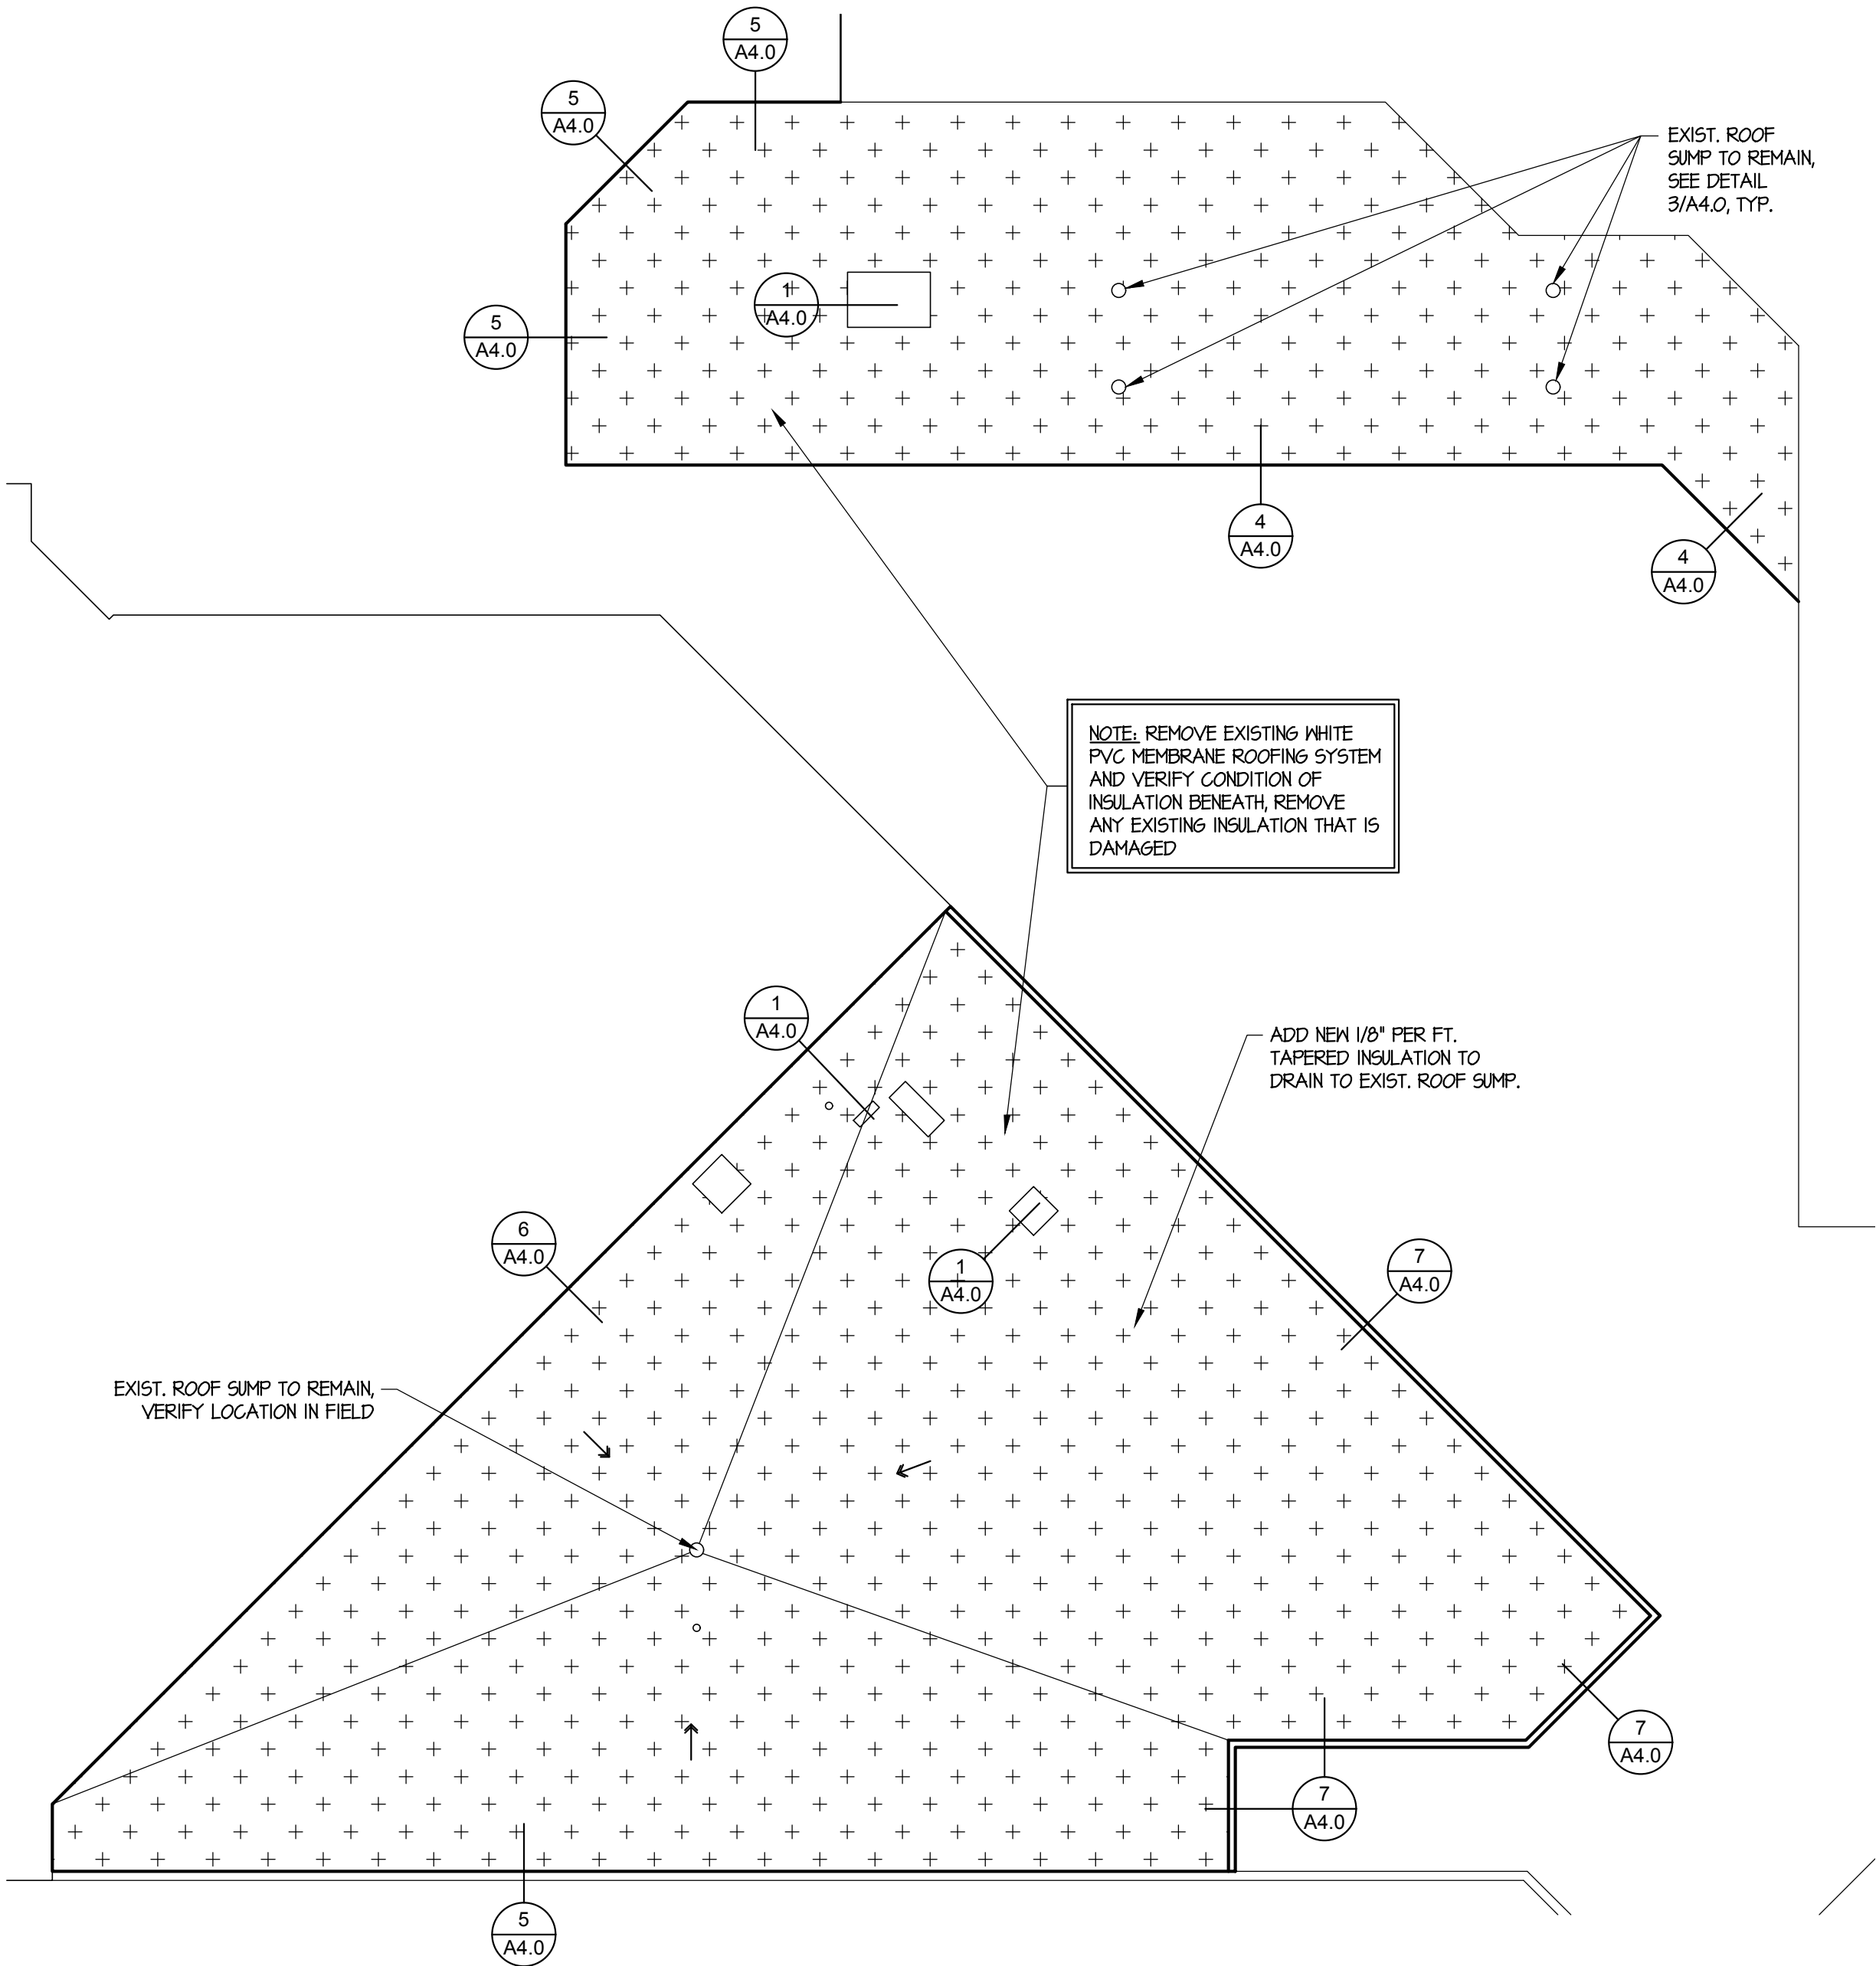 5
A4.0
5
A4.0
EXIST. ROOF
SUMP TO REMAIN,
SEE DETAIL
3/A4.0, TYP.
1
A4.0
5
A4.0
4
A4.0
4
A4.0
NOTE: REMOVE EXISTING WHITE
PVC MEMBRANE ROOFING SYSTEM
AND VERIFY CONDITION OF
INSULATION BENEATH, REMOVE
ANY EXISTING INSULATION THAT IS
DAMAGED
1
A4.0
ADD NEW 1/8" PER FT.
TAPERED INSULATION TO
DRAIN TO EXIST. ROOF SUMP.
6
A4.0
1
A4.0
7
A4.0
EXIST. ROOF SUMP TO REMAIN,
VERIFY LOCATION IN FIELD
7
A4.0
7
A4.0
5
A4.0